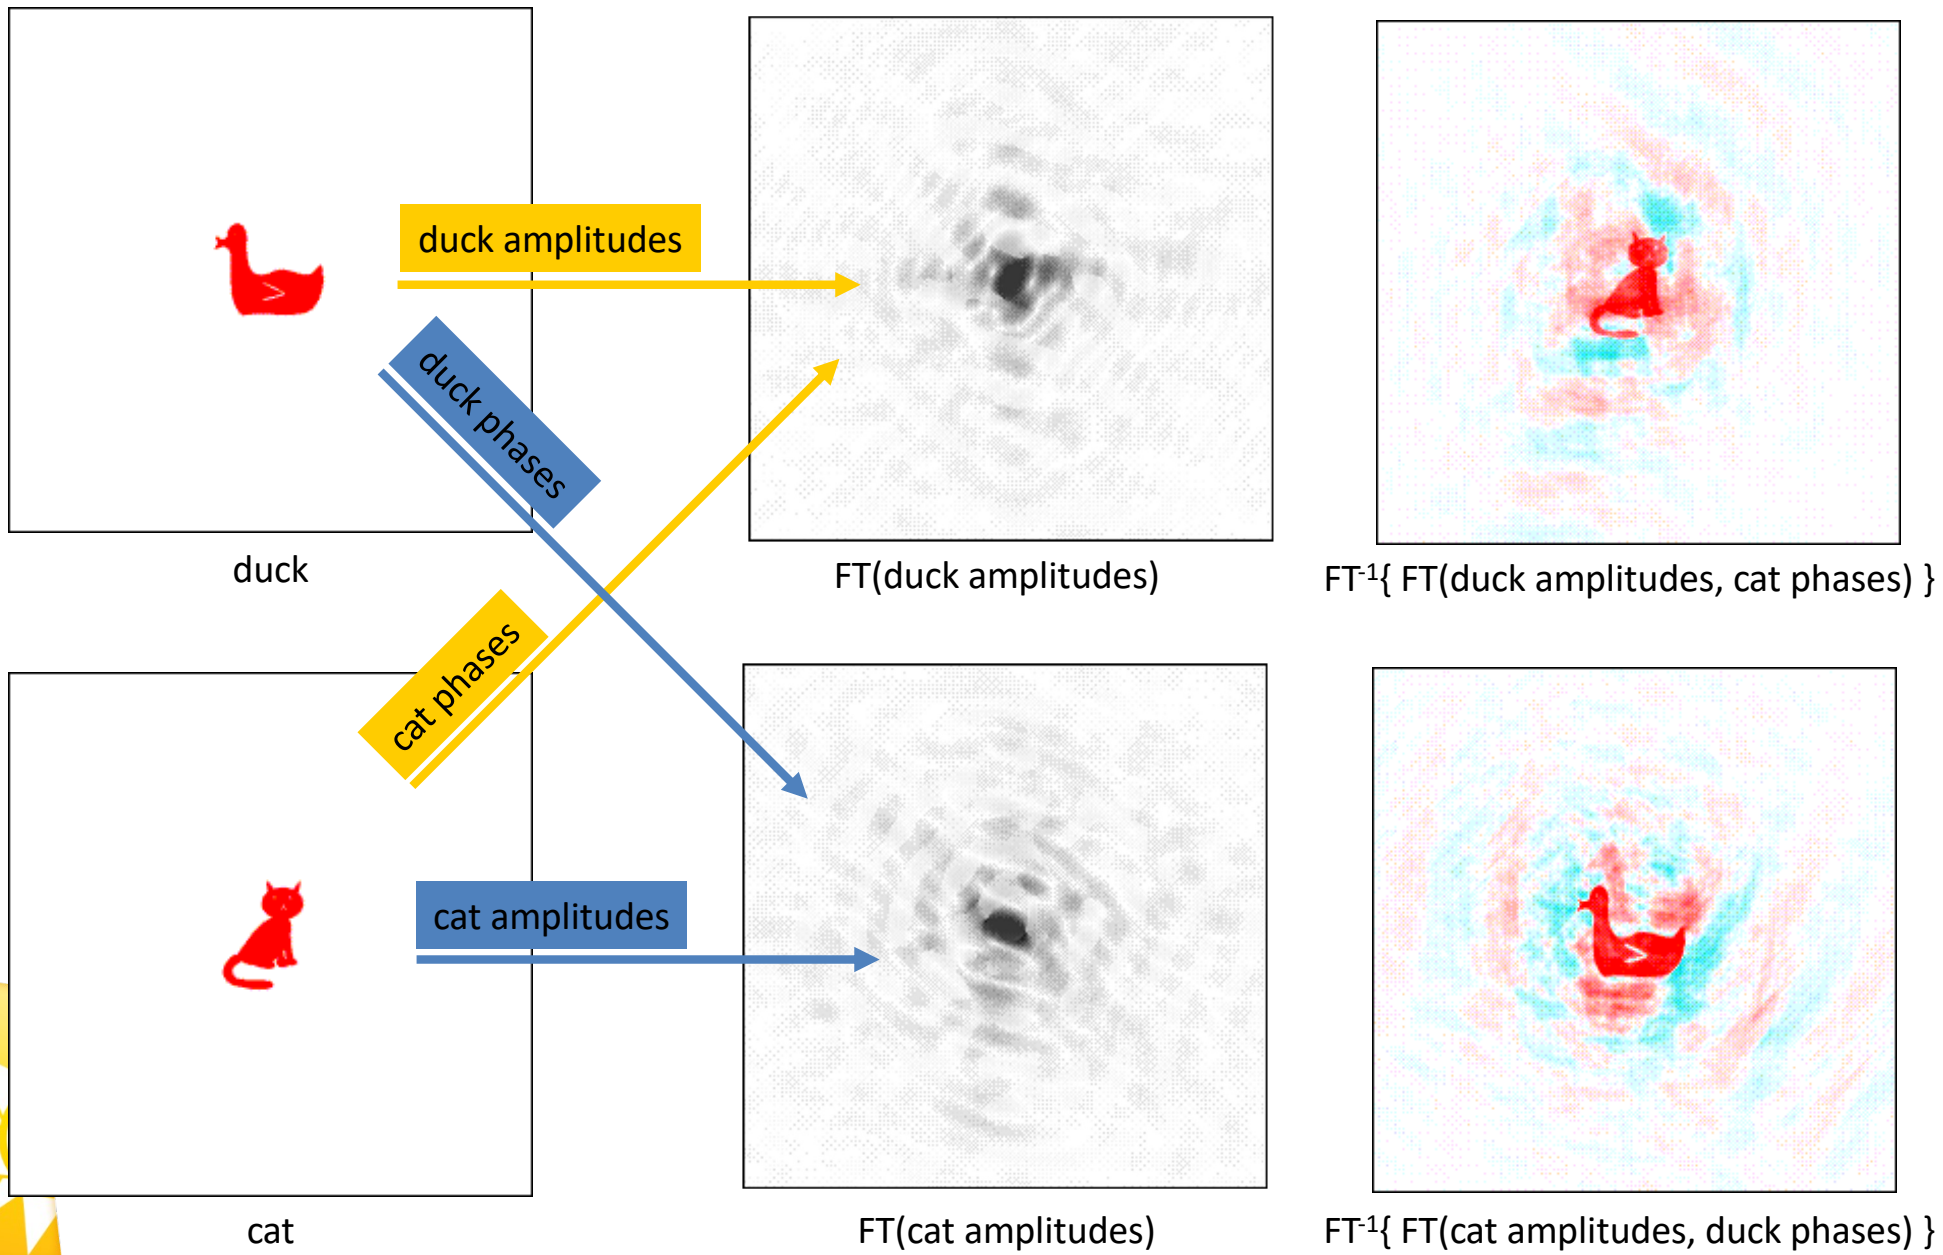 duck amplitudes
duck phases
duck
FT(duck amplitudes)
FT⁻¹{ FT(duck amplitudes, cat phases) }
cat phases
cat amplitudes
cat
FT(cat amplitudes)
FT⁻¹{ FT(cat amplitudes, duck phases) }